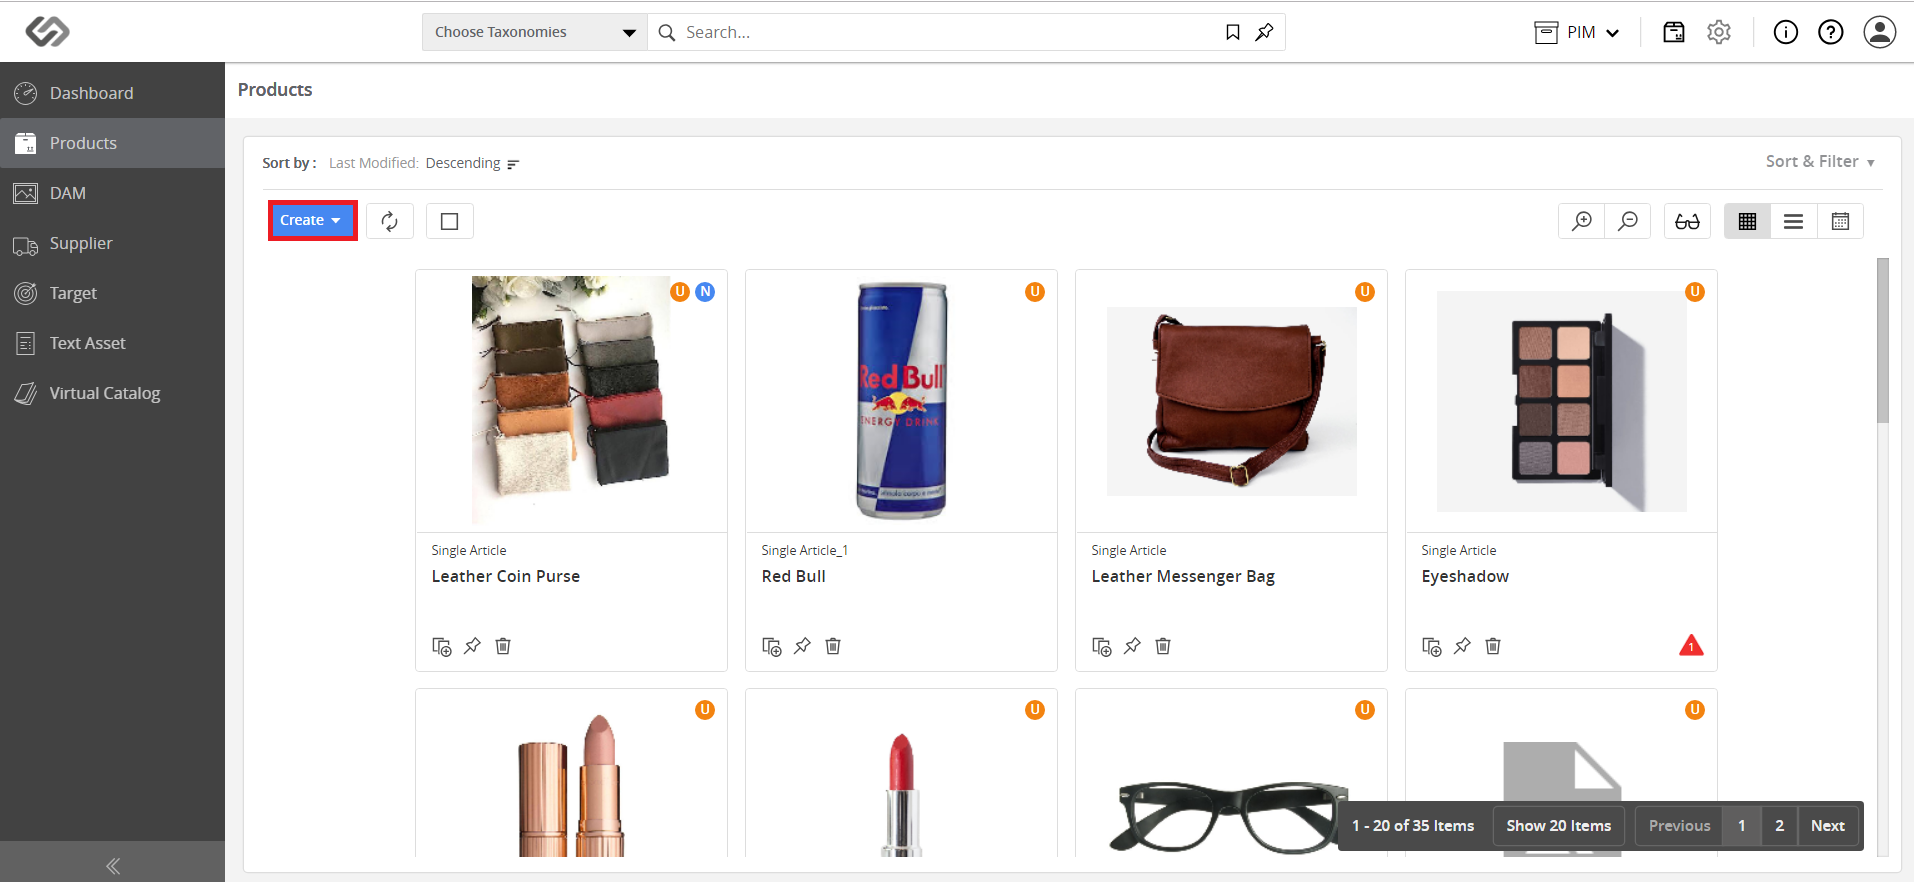 Choose Taxonomies
Search...
PIM
Dashboard
Products
DAM
Supplier
Target
Text Asset
Virtual Catalog
Products
Sort by : Last Modified: Descending
Sort & Filter
Create
U N
U
U
U
Red Bull
ENERGY DRINK
Single Article
Leather Coin Purse
Single Article_1
Red Bull
Single Article
Leather Messenger Bag
Single Article
Eyeshadow
1
U
U
U
U
1 - 20 of 35 Items
Show 20 Items
Previous 1 2 Next